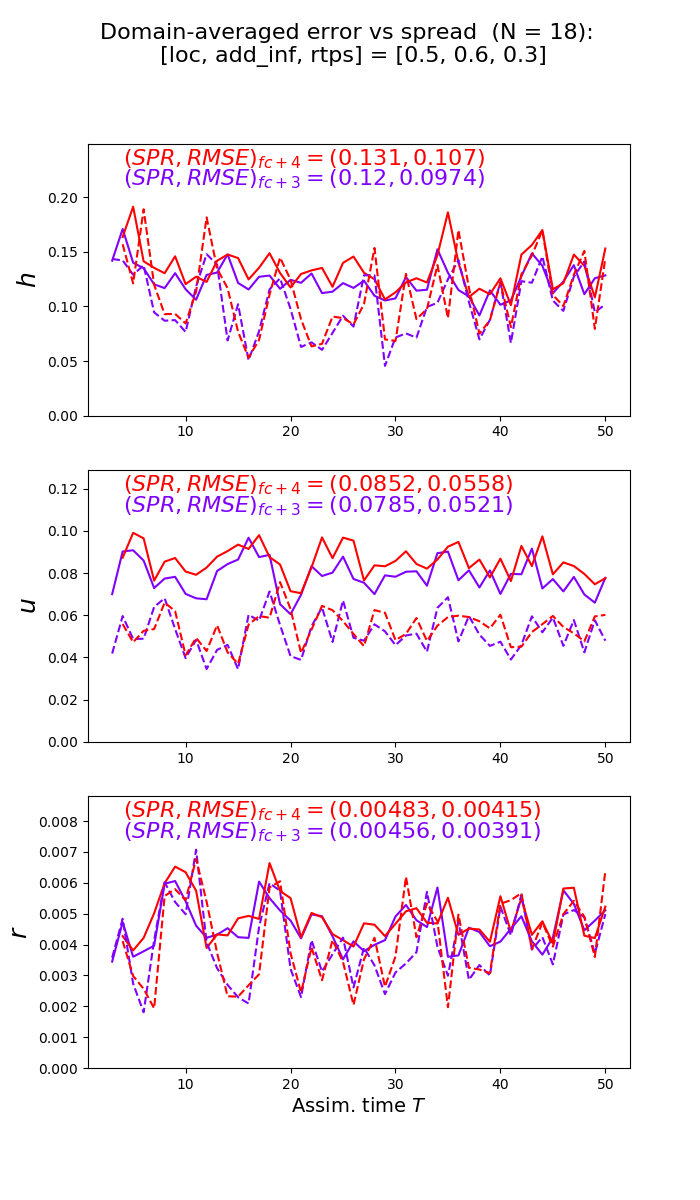 Domain-averaged error vs spread (N = 18):
[loc, add_inf, rtps] = [0.5, 0.6, 0.3]
(SPR, RMSE)fc+4 = (0.131, 0.107)
(SPR, RMSE)fc+3 = (0.12, 0.0974)
0.20
0.15
0.10
0.05
0.00
h
10 20 30 40 50
(SPR, RMSE)fc+4 = (0.0852, 0.0558)
(SPR, RMSE)fc+3 = (0.0785, 0.0521)
0.12
0.10
0.08
0.06
0.04
0.02
0.00
u
10 20 30 40 50
(SPR, RMSE)fc+4 = (0.00483, 0.00415)
(SPR, RMSE)fc+3 = (0.00456, 0.00391)
0.008
0.007
0.006
0.005
0.004
0.003
0.002
0.001
0.000
r
10 20 30 40 50
Assim. time T